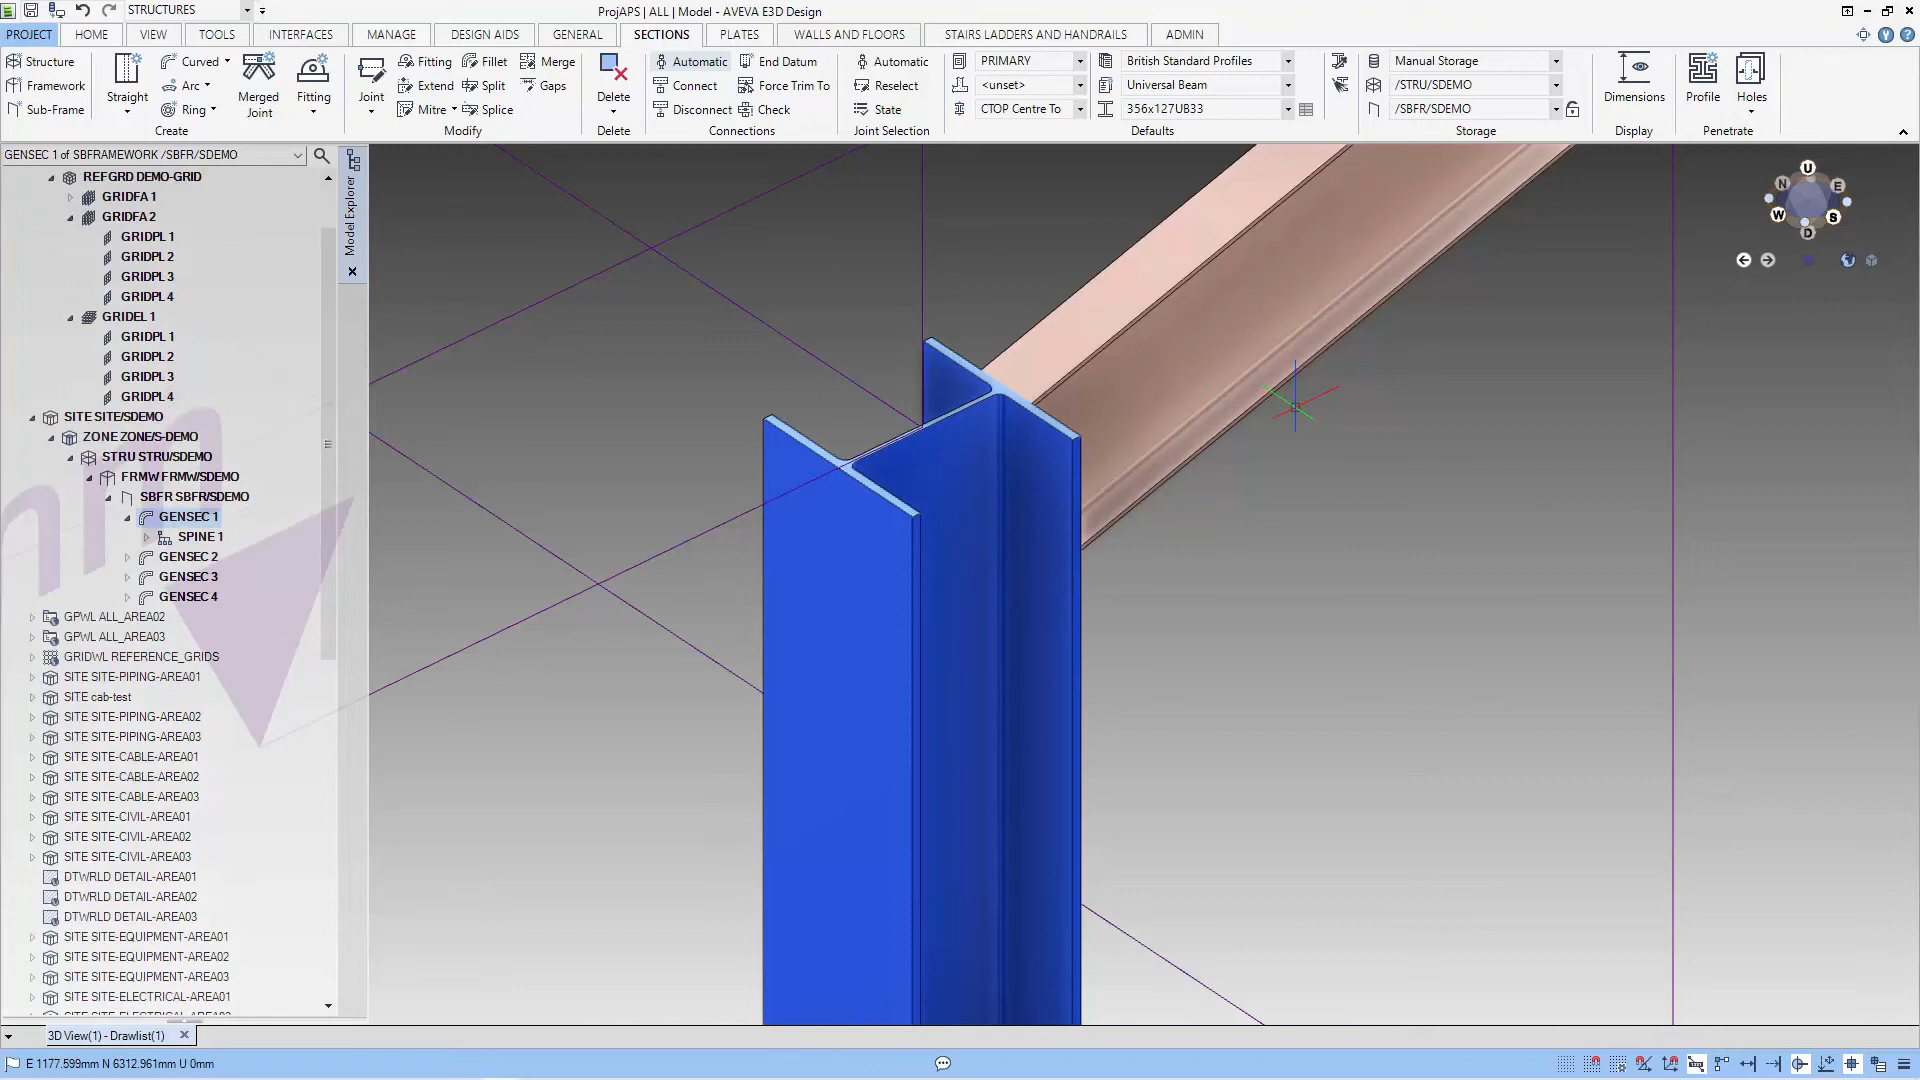 STRUCTURES
ProjAPS | ALL | Model - AVEVA E3D Design
PROJECT HOME VIEW TOOLS INTERFACES MANAGE DESIGN AIDS GENERAL SECTIONS PLATES WALLS AND FLOORS STAIRS LADDERS AND HANDRAILS ADMIN
Structure Curved Fitting Fillet Merge Automatic End Datum Automatic PRIMARY British Standard Profiles Manual Storage
Framework Straight Arc Merged Joint Fitting Joint Extend Split Gaps Delete Connect Force Trim To Reselect <unset> Universal Beam /STRU/SDEMO Dimensions Profile Holes
Sub-Frame Ring Mitre Splice Disconnect Check State CTOP Centre To 356x127UB33 /SBFR/SDEMO
Create Modify Delete Connections Joint Selection Defaults Storage Display Penetrate
GENSEC 1 of SBFRAMEWORK /SBFR/SDEMO
Model Explorer
REFGRD DEMO-GRID
GRIDFA 1
GRIDFA 2
GRIDPL 1
GRIDPL 2
GRIDPL 3
GRIDPL 4
GRIDEL 1
GRIDPL 1
GRIDPL 2
GRIDPL 3
GRIDPL 4
SITE SITE/SDEMO
ZONE ZONE/S-DEMO
STRU STRU/SDEMO
FRMW FRMW/SDEMO
SBFR SBFR/SDEMO
GENSEC 1
SPINE 1
GENSEC 2
GENSEC 3
GENSEC 4
GPWL ALL_AREA02
GPWL ALL_AREA03
GRIDWL REFERENCE_GRIDS
SITE SITE-PIPING-AREA01
SITE cab-test
SITE SITE-PIPING-AREA02
SITE SITE-PIPING-AREA03
SITE SITE-CABLE-AREA01
SITE SITE-CABLE-AREA02
SITE SITE-CABLE-AREA03
SITE SITE-CIVIL-AREA01
SITE SITE-CIVIL-AREA02
SITE SITE-CIVIL-AREA03
DTWRLD DETAIL-AREA01
DTWRLD DETAIL-AREA02
DTWRLD DETAIL-AREA03
SITE SITE-EQUIPMENT-AREA01
SITE SITE-EQUIPMENT-AREA02
SITE SITE-EQUIPMENT-AREA03
SITE SITE-ELECTRICAL-AREA01
U
N E
W S
D
3D View(1) - Drawlist(1)
E 1177.599mm N 6312.961mm U 0mm